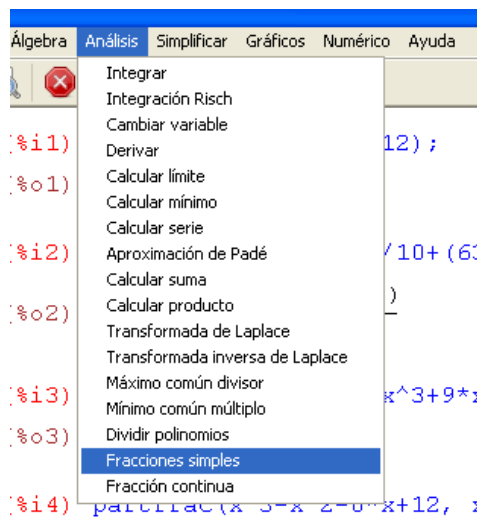 Álgebra Análisis Simplificar Gráficos Numérico Ayuda
Integrar
Integración Risch
Cambiar variable
(%i1) 12);
Derivar
Calcular límite
(%o1)
Calcular mínimo
Calcular serie
(%i2) Aproximación de Padé /10+(63
Calcular suma
Calcular producto )
(%o2)
Transformada de Laplace
Transformada inversa de Laplace
Máximo común divisor
(%i3) x^3+9*x
Mínimo común múltiplo
(%o3) Dividir polinomios
Fracciones simples
Fracción continua
(%i4) partfrac(x^3-x^2-8*x+12, x